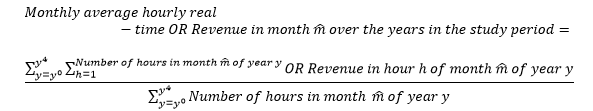 Monthly average hourly real
− time OR Revenue in month m̂ over the years in the study period =
∑_{y=y⁰}^{y⁴} ∑_{h=1}^{Number of hours in month m̂ of year y} OR Revenue in hour h of month m̂ of year y
∑_{y=y⁰}^{y⁴} Number of hours in month m̂ of year y